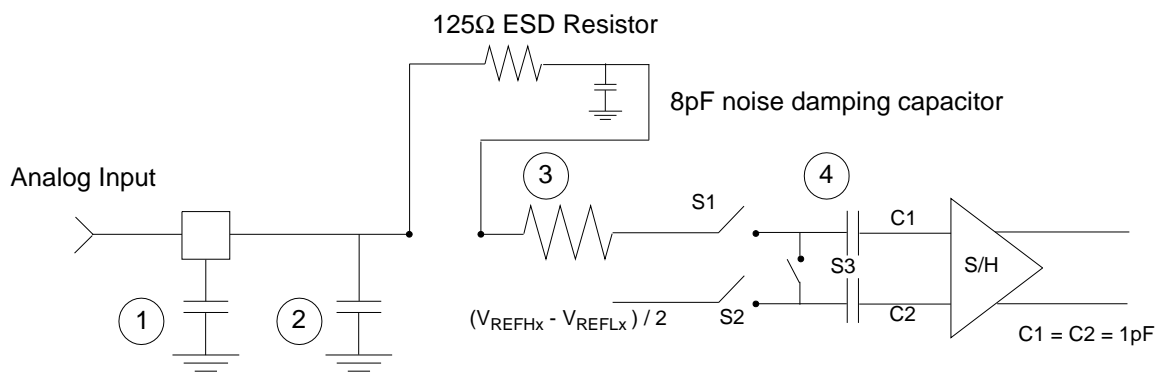 125Ω ESD Resistor
8pF noise damping capacitor
Analog Input
3
4
S1
C1
S3
S/H
1
2
(VREFHx - VREFLx) / 2
S2
C2
C1 = C2 = 1pF